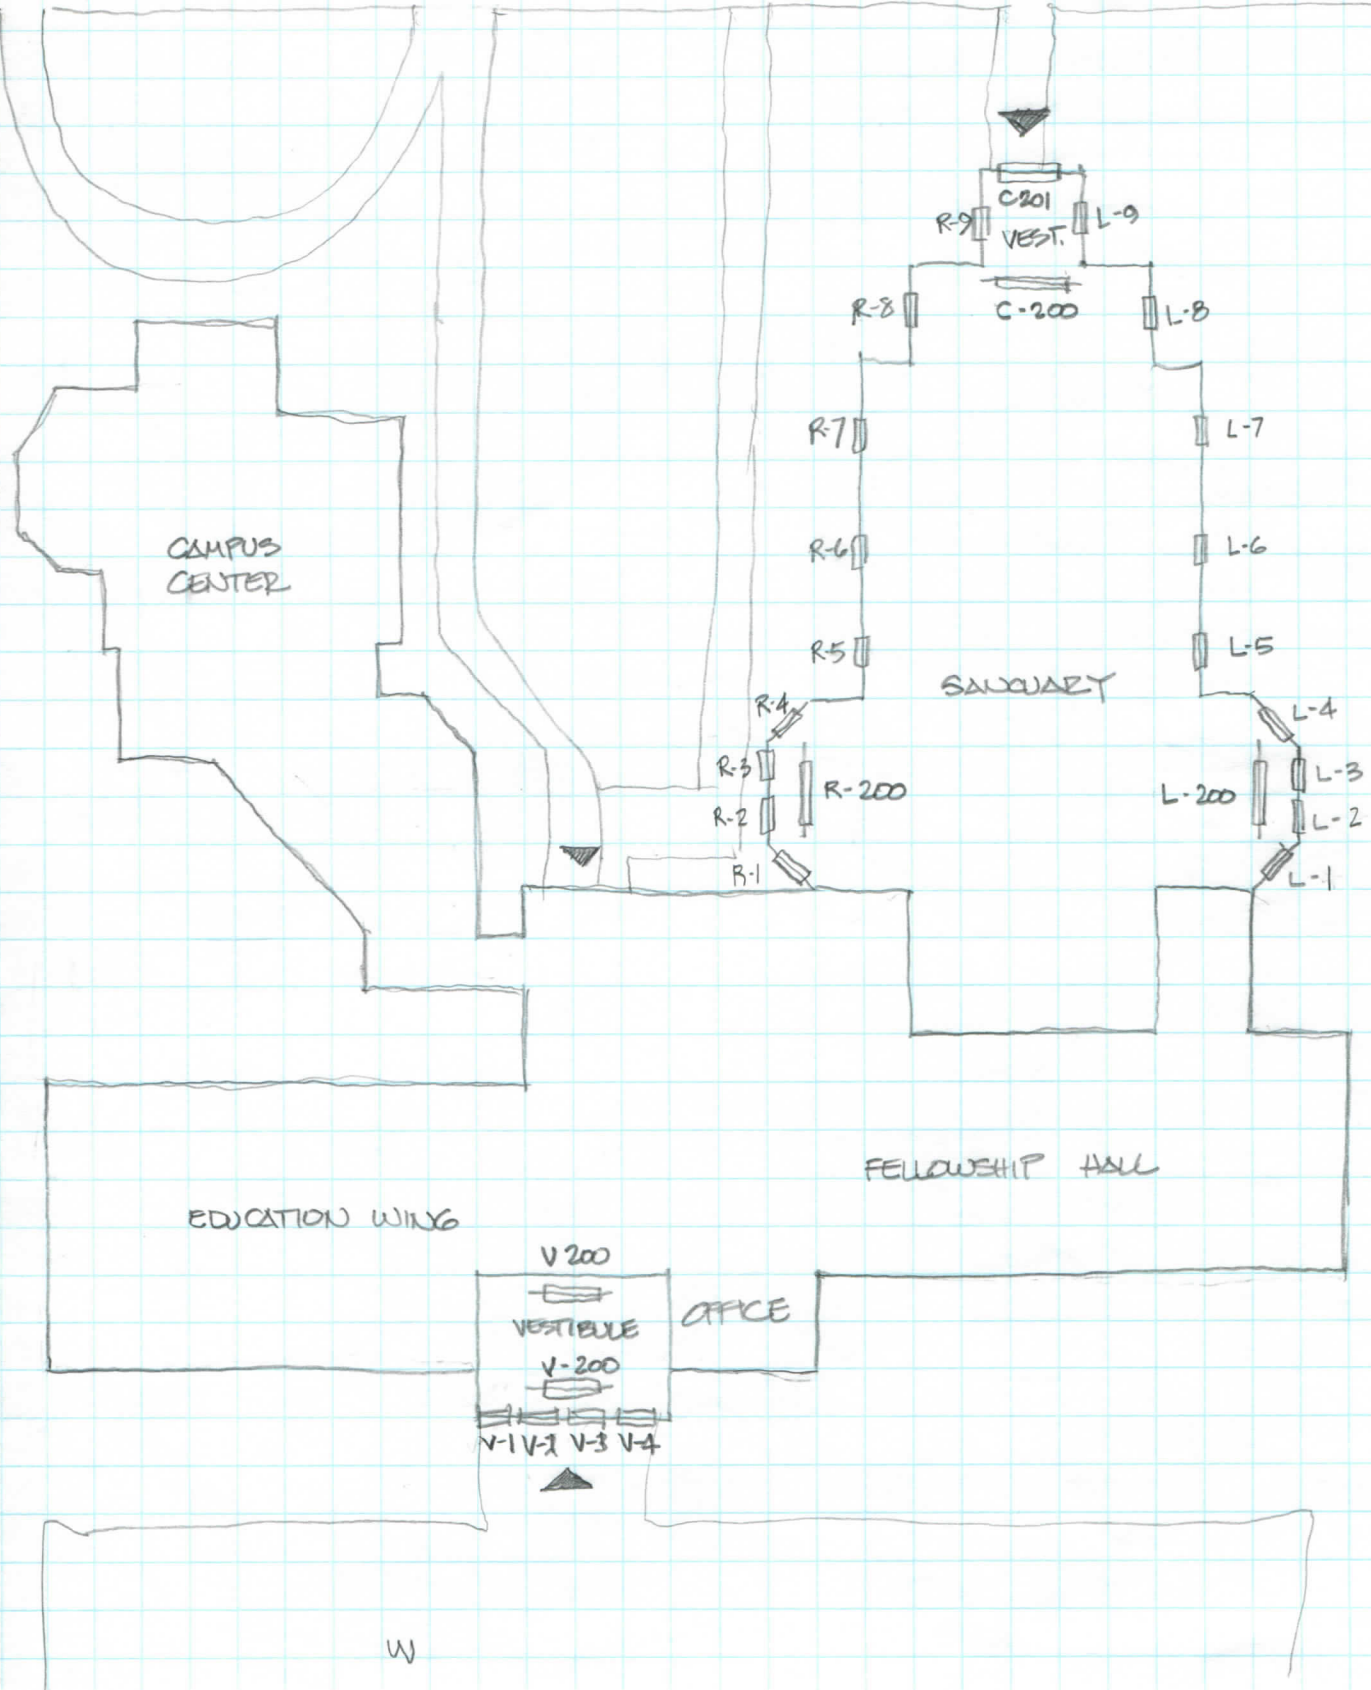 C201
R-9
L-9
VEST.
R-8
C-200
L-8
R-7
L-7
CAMPUS
CENTER
R-6
L-6
R-5
L-5
SANCUARY
R-4
L-4
R-3
L-3
R-200
L-200
R-2
L-2
R-1
L-1
FELLOWSHIP HALL
EDUCATION WING
V 200
OFFICE
VESTIBULE
V-200
V-1 V-2 V-3 V-4
W